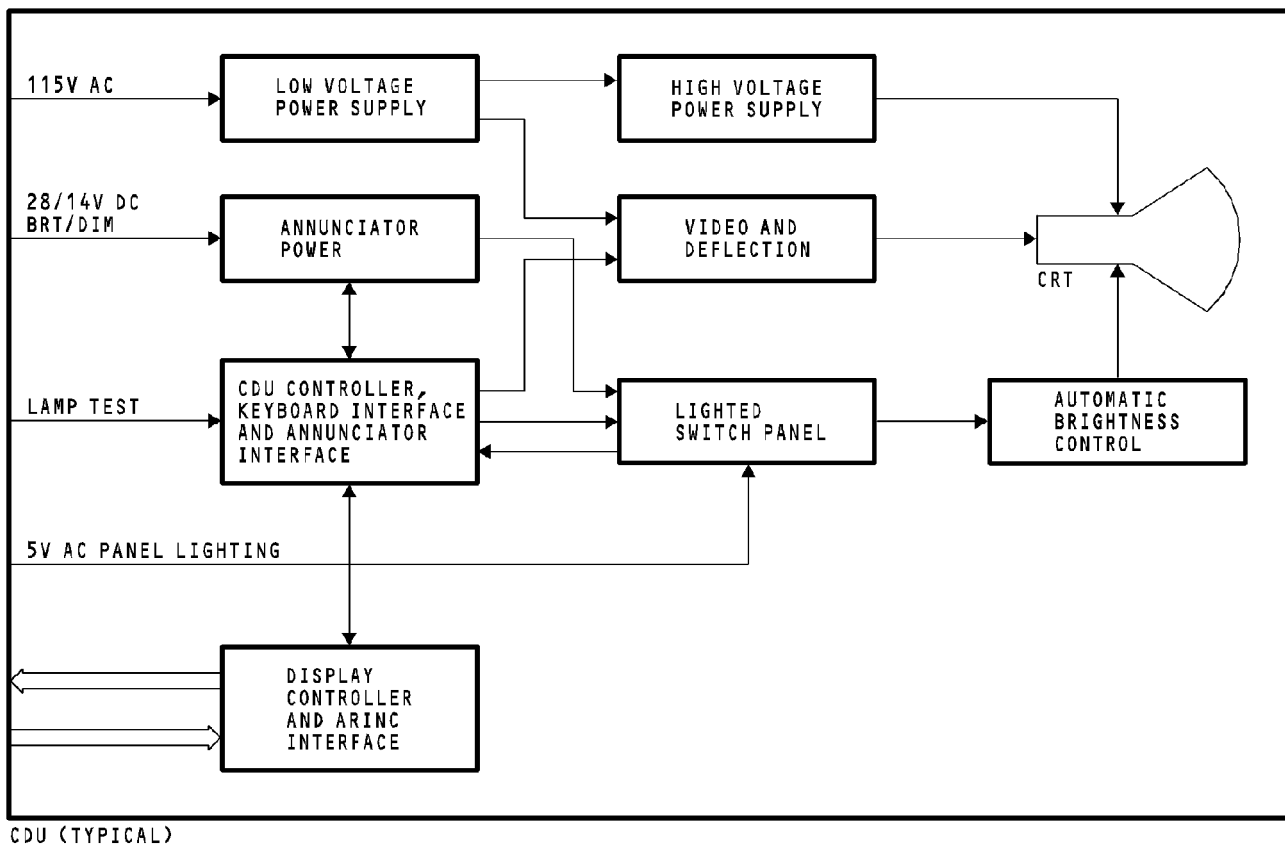 115V AC
LOW VOLTAGE
POWER SUPPLY
HIGH VOLTAGE
POWER SUPPLY
28/14V DC
BRT/DIM
ANNUNCIATOR
POWER
VIDEO AND
DEFLECTION
CRT
LAMP TEST
CDU CONTROLLER,
KEYBOARD INTERFACE
AND ANNUNCIATOR
INTERFACE
LIGHTED
SWITCH PANEL
AUTOMATIC
BRIGHTNESS
CONTROL
5V AC PANEL LIGHTING
DISPLAY
CONTROLLER
AND ARINC
INTERFACE
CDU (TYPICAL)